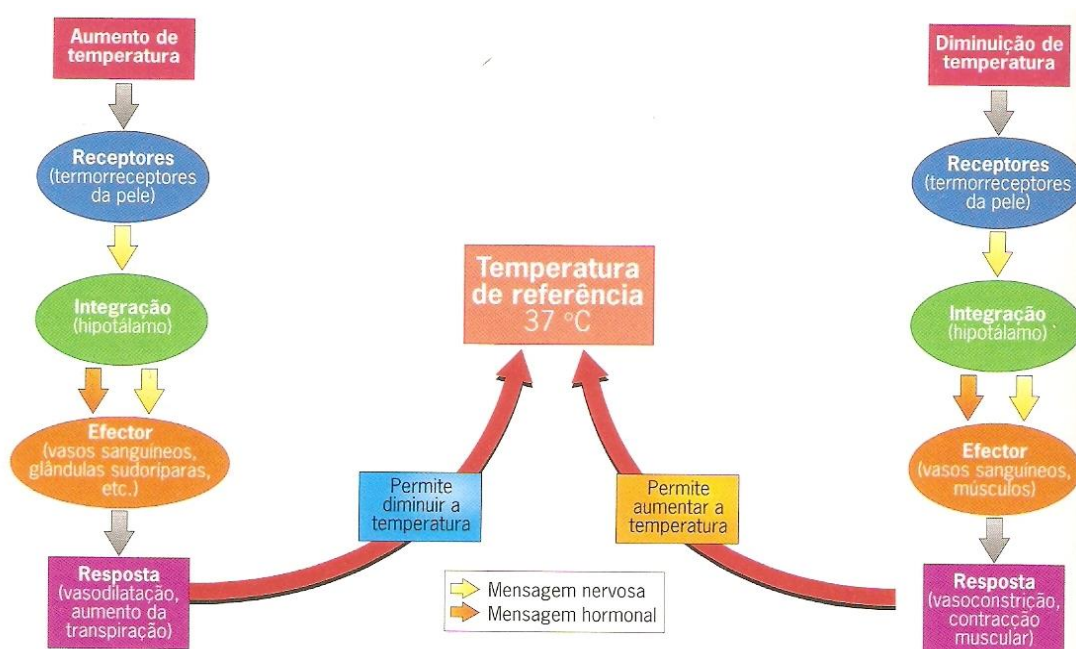 Aumento de
temperatura
Receptores
(termorreceptores
da pele)
Integração
(hipotálamo)
Efector
(vasos sanguíneos,
glândulas sudoriparas,
etc.)
Resposta
(vasodilatação,
aumento da
transpiração)
Permite
diminuir a
temperatura
Temperatura
de referência
37 °C
Permite
aumentar a
temperatura
Mensagem nervosa
Mensagem hormonal
Diminuição de
temperatura
Receptores
(termorreceptores
da pele)
Integração
(hipotálamo)
Efector
(vasos sanguíneos,
músculos)
Resposta
(vasoconstrição,
contracção
muscular)